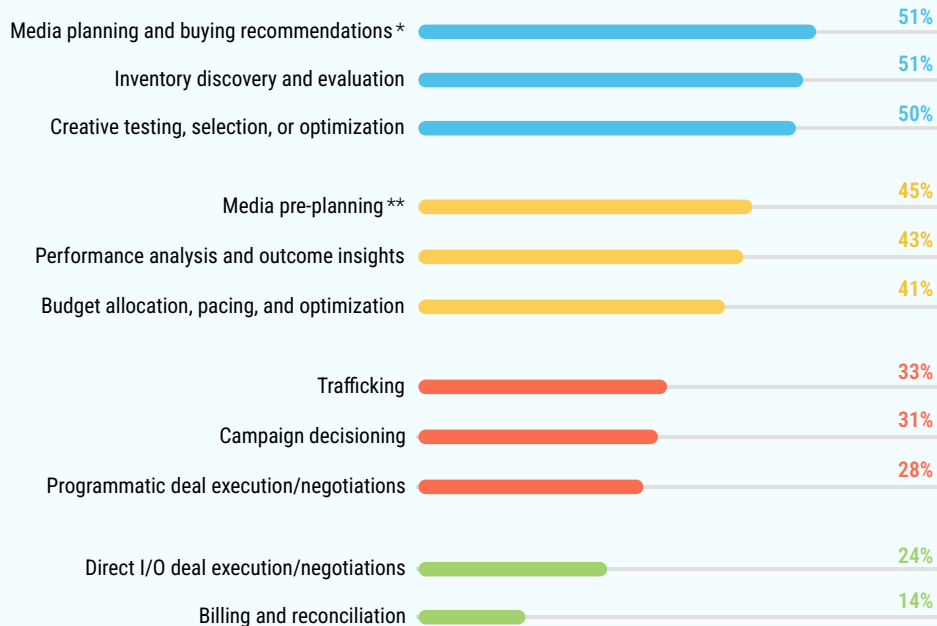 Media planning and buying recommendations* 51%
Inventory discovery and evaluation 51%
Creative testing, selection, or optimization 50%
Media pre-planning** 45%
Performance analysis and outcome insights 43%
Budget allocation, pacing, and optimization 41%
Trafficking 33%
Campaign decisioning 31%
Programmatic deal execution/negotiations 28%
Direct I/O deal execution/negotiations 24%
Billing and reconciliation 14%